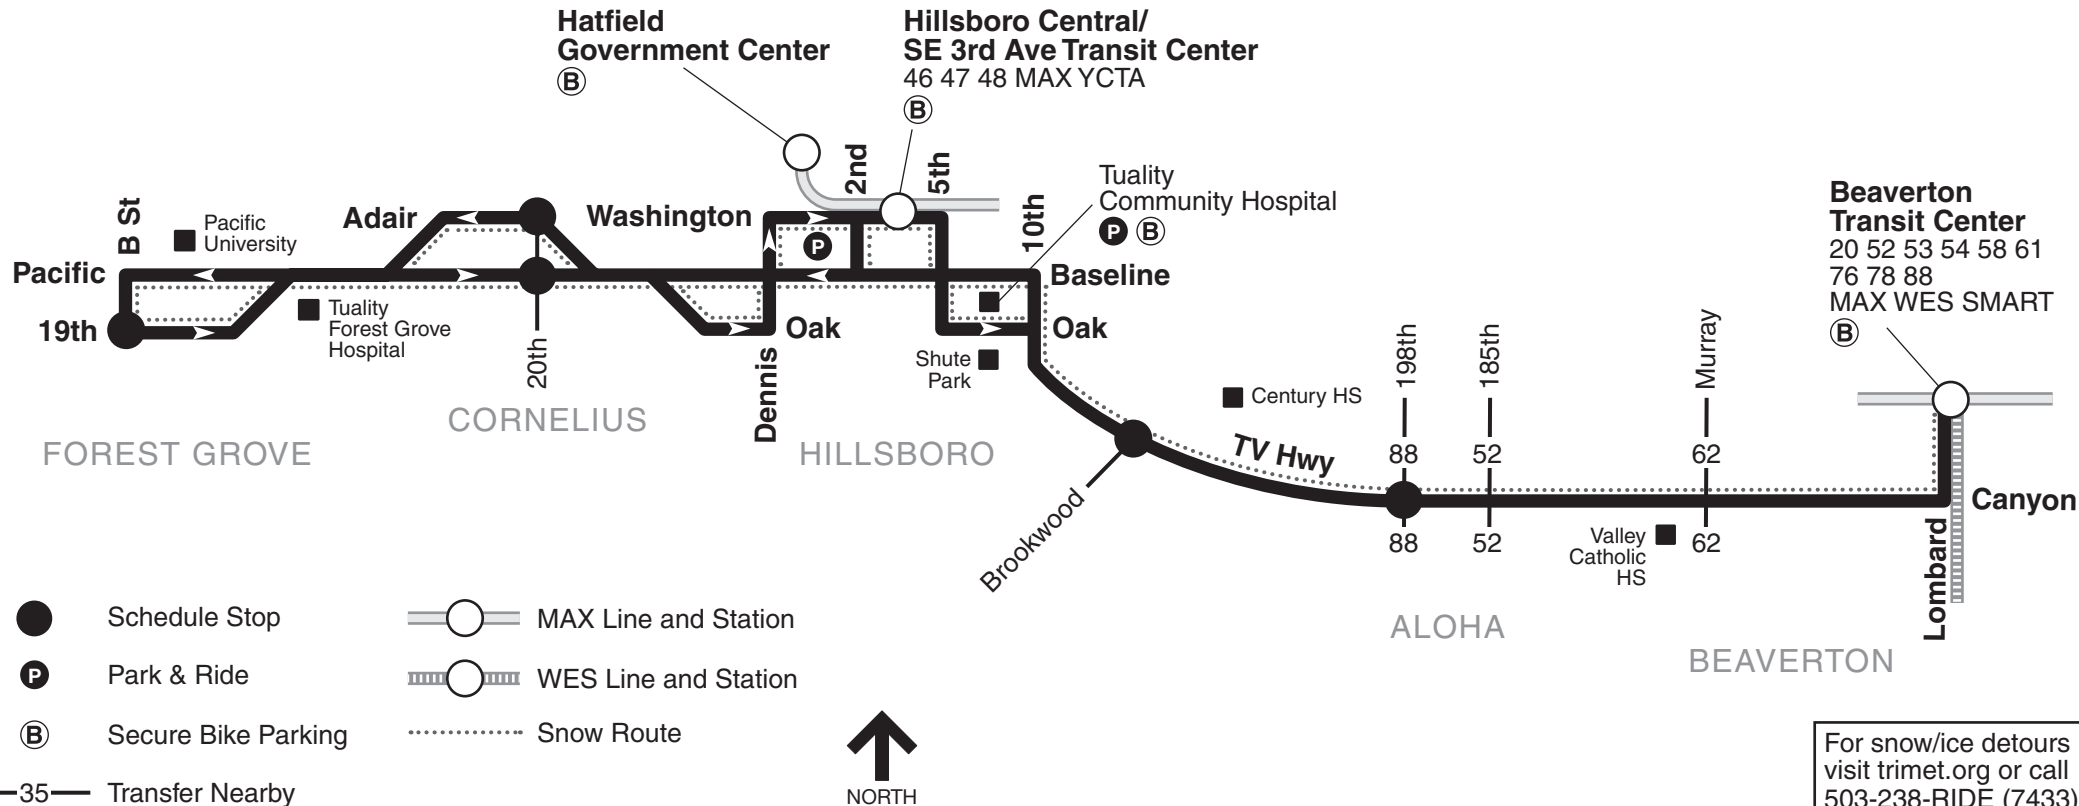 Hatfield
Government Center
B
Hillsboro Central/
SE 3rd Ave Transit Center
46 47 48 MAX YCTA
B
2nd
5th
10th
Tuality
Community Hospital
P B
Beaverton
Transit Center
20 52 53 54 58 61
76 78 88
MAX WES SMART
B
B St
Pacific
University
Adair
Washington
P
Pacific
Baseline
19th
Tuality
Forest Grove
Hospital
20th
Oak
Oak
Dennis
Shute
Park
Century HS
198th
185th
Murray
CORNELIUS
FOREST GROVE
HILLSBORO
TV Hwy
88
52
62
Canyon
Brookwood
88
52
62
Valley
Catholic
HS
Lombard
ALOHA
BEAVERTON
Schedule Stop
MAX Line and Station
P
Park & Ride
WES Line and Station
B
Secure Bike Parking
Snow Route
35
Transfer Nearby
NORTH
For snow/ice detours
visit trimet.org or call
503-238-RIDE (7433)